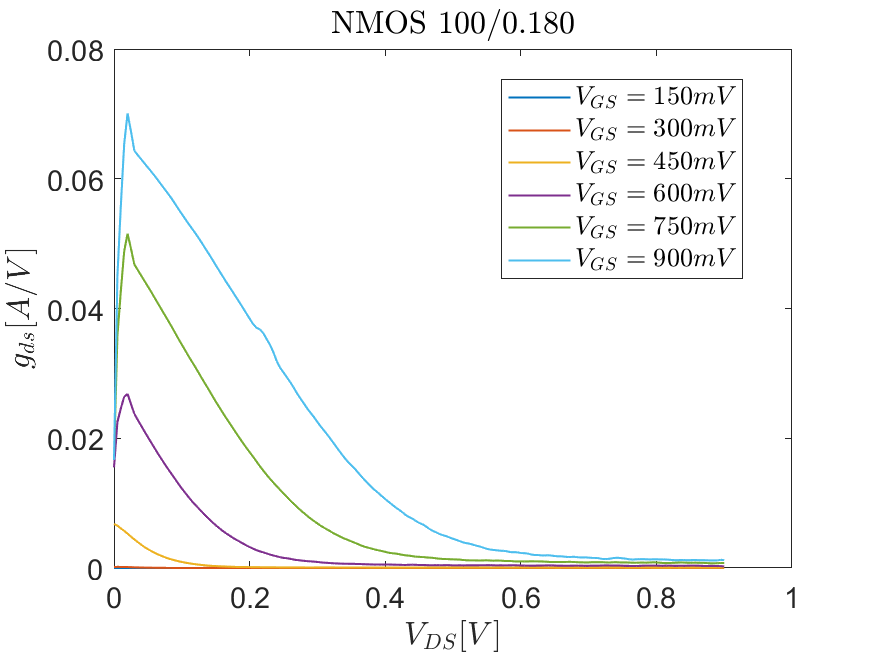 NMOS 100/0.180
0.08
0.06
0.04
0.02
0
g_{ds}[A/V]
V_{GS} = 150mV
V_{GS} = 300mV
V_{GS} = 450mV
V_{GS} = 600mV
V_{GS} = 750mV
V_{GS} = 900mV
0 0.2 0.4 0.6 0.8 1
V_{DS}[V]